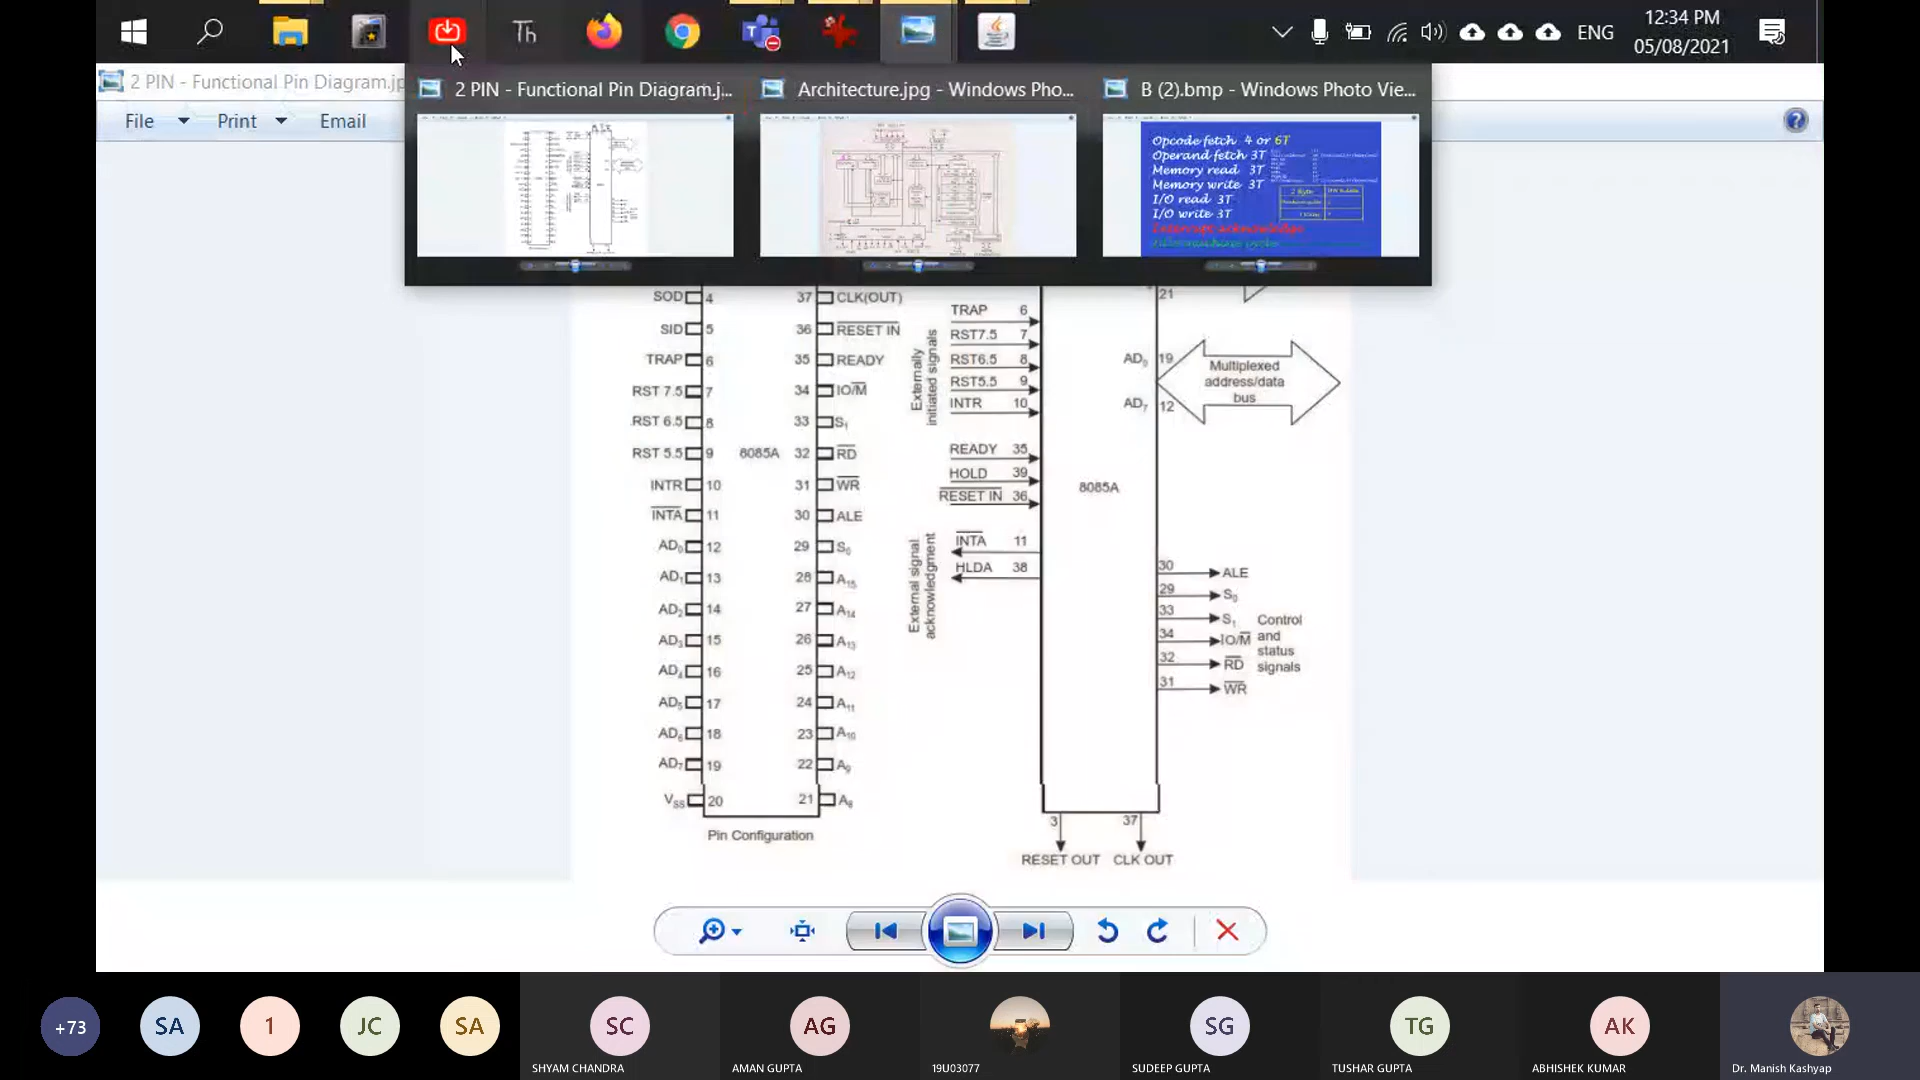 Th
ENG
12:34 PM
05/08/2021
2 PIN - Functional Pin Diagram.jp
2 PIN - Functional Pin Diagram.j...
Architecture.jpg - Windows Pho...
B (2).bmp - Windows Photo Vie...
File
Print
Email
Opcode fetch 4 or 6T
Operand fetch 3T
Memory read 3T
Memory write 3T
I/O read 3T
I/O write 3T
Interrupt acknowledge
SOD 4
SID 5
TRAP 6
RST 7.5 7
RST 6.5 8
RST 5.5 9
INTR 10
INTA 11
AD0 12
AD1 13
AD2 14
AD3 15
AD4 16
AD5 17
AD6 18
AD7 19
VSS 20
8085A
37 CLK(OUT)
36 RESET IN
35 READY
34 IO/M
33 S1
32 RD
31 WR
30 ALE
29 S0
28 A15
27 A14
26 A13
25 A12
24 A11
23 A10
22 A9
21 A8
Pin Configuration
Externally
initiated signals
TRAP 6
RST7.5 7
RST6.5 8
RST5.5 9
INTR 10
READY 35
HOLD 39
RESET IN 36
External signal
acknowledgment
INTA 11
HLDA 38
8085A
21
AD0 19
AD7 12
Multiplexed
address/data
bus
30 ALE
29 S0
33 S1
34 IO/M
32 RD
31 WR
Control
and
status
signals
3
37
RESET OUT
CLK OUT
+73
SA
1
JC
SA
SC
AG
SG
TG
AK
SHYAM CHANDRA
AMAN GUPTA
19U03077
SUDEEP GUPTA
TUSHAR GUPTA
ABHISHEK KUMAR
Dr. Manish Kashyap